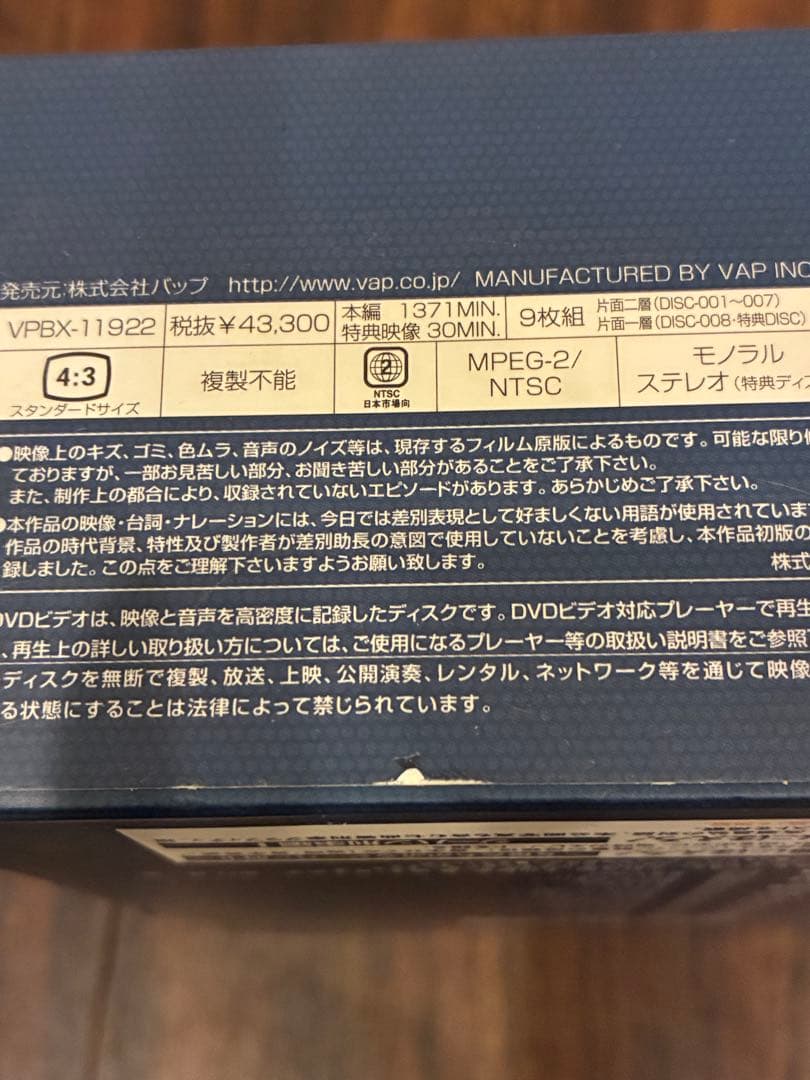 発売元:株式会社バップ http://www.vap.co.jp/ MANUFACTURED BY VAP INC
VPBX-11922 税抜¥43,300 本編 1371MIN. 特典映像 30MIN. 9枚組 片面二層(DISC-001〜007) 片面一層(DISC-008・特典DISC)
4:3 スタンダードサイズ 複製不能 2 NTSC 日本市場向 MPEG-2/NTSC モノラル ステレオ(特典ディス
●映像上のキズ、ゴミ、色ムラ、音声のノイズ等は、現存するフィルム原版によるものです。可能な限り修
ておりますが、一部お見苦しい部分、お聞き苦しい部分があることをご了承下さい。
また、制作上の都合により、収録されていないエピソードがあります。あらかじめご了承下さい。
●本作品の映像・台詞・ナレーションには、今日では差別表現として好ましくない用語が使用されていま
作品の時代背景、特性及び製作者が差別助長の意図で使用していないことを考慮し、本作品初版の
録しました。この点をご理解下さいますようお願い致します。 株式
DVDビデオは、映像と音声を高密度に記録したディスクです。DVDビデオ対応プレーヤーで再生
、再生上の詳しい取り扱い方については、ご使用になるプレーヤー等の取扱い説明書をご参照
ディスクを無断で複製、放送、上映、公開演奏、レンタル、ネットワーク等を通じて映像
る状態にすることは法律によって禁じられています。